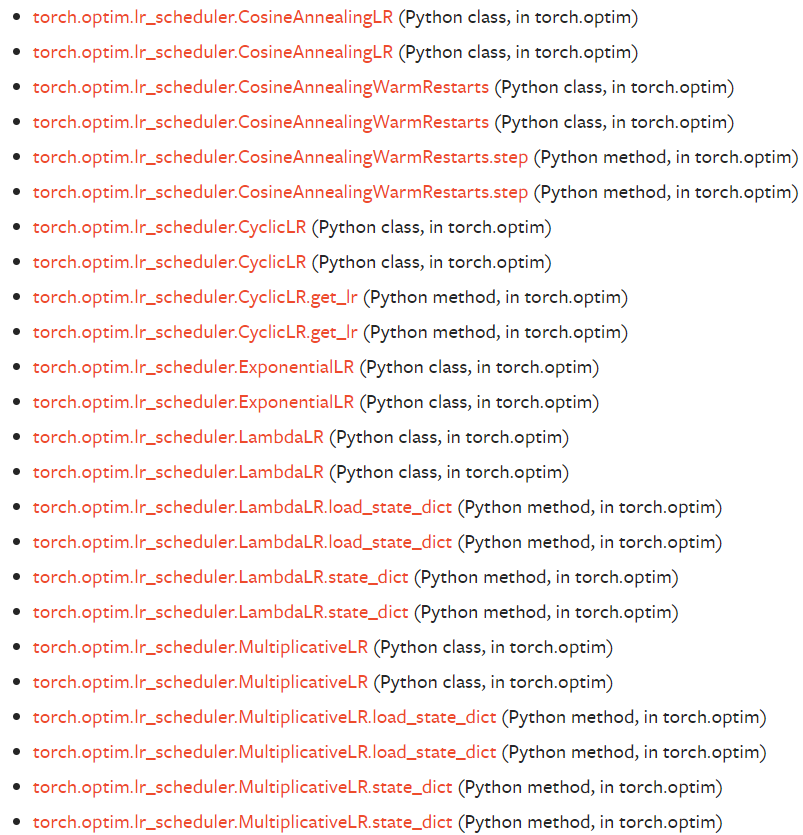 torch.optim.lr_scheduler.CosineAnnealingLR (Python class, in torch.optim)
torch.optim.lr_scheduler.CosineAnnealingLR (Python class, in torch.optim)
torch.optim.lr_scheduler.CosineAnnealingWarmRestarts (Python class, in torch.optim)
torch.optim.lr_scheduler.CosineAnnealingWarmRestarts (Python class, in torch.optim)
torch.optim.lr_scheduler.CosineAnnealingWarmRestarts.step (Python method, in torch.optim)
torch.optim.lr_scheduler.CosineAnnealingWarmRestarts.step (Python method, in torch.optim)
torch.optim.lr_scheduler.CyclicLR (Python class, in torch.optim)
torch.optim.lr_scheduler.CyclicLR (Python class, in torch.optim)
torch.optim.lr_scheduler.CyclicLR.get_lr (Python method, in torch.optim)
torch.optim.lr_scheduler.CyclicLR.get_lr (Python method, in torch.optim)
torch.optim.lr_scheduler.ExponentialLR (Python class, in torch.optim)
torch.optim.lr_scheduler.ExponentialLR (Python class, in torch.optim)
torch.optim.lr_scheduler.LambdaLR (Python class, in torch.optim)
torch.optim.lr_scheduler.LambdaLR (Python class, in torch.optim)
torch.optim.lr_scheduler.LambdaLR.load_state_dict (Python method, in torch.optim)
torch.optim.lr_scheduler.LambdaLR.load_state_dict (Python method, in torch.optim)
torch.optim.lr_scheduler.LambdaLR.state_dict (Python method, in torch.optim)
torch.optim.lr_scheduler.LambdaLR.state_dict (Python method, in torch.optim)
torch.optim.lr_scheduler.MultiplicativeLR (Python class, in torch.optim)
torch.optim.lr_scheduler.MultiplicativeLR (Python class, in torch.optim)
torch.optim.lr_scheduler.MultiplicativeLR.load_state_dict (Python method, in torch.optim)
torch.optim.lr_scheduler.MultiplicativeLR.load_state_dict (Python method, in torch.optim)
torch.optim.lr_scheduler.MultiplicativeLR.state_dict (Python method, in torch.optim)
torch.optim.lr_scheduler.MultiplicativeLR.state_dict (Python method, in torch.optim)